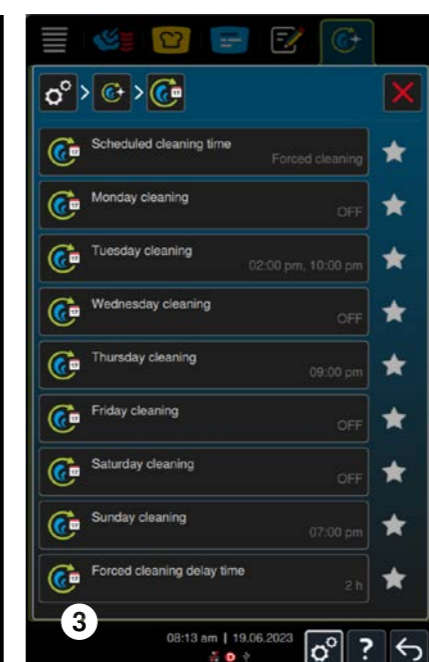 Scheduled cleaning time
Forced cleaning
Monday cleaning
OFF
Tuesday cleaning
02:00 pm, 10:00 pm
Wednesday cleaning
OFF
Thursday cleaning
09:00 pm
Friday cleaning
OFF
Saturday cleaning
OFF
Sunday cleaning
07:00 pm
Forced cleaning delay time
2 h
3
08:13 am | 19.06.2023
?